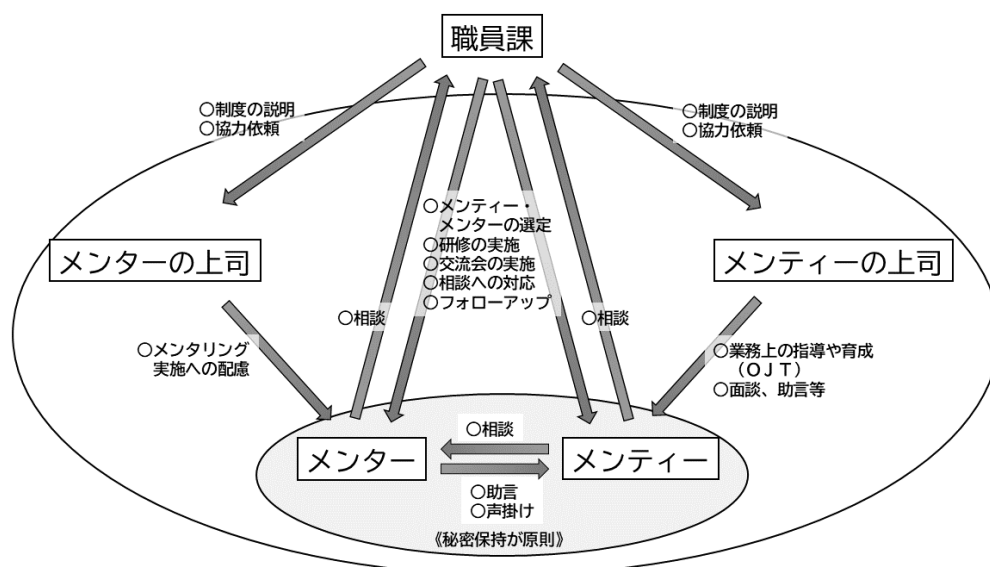 職員課
○制度の説明
○協力依頼
○制度の説明
○協力依頼
○メンティー・
メンターの選定
○研修の実施
○交流会の実施
○相談への対応
○フォローアップ
メンターの上司
メンティーの上司
○相談
○相談
○メンタリング
実施への配慮
○業務上の指導や育成
（ＯＪＴ）
○面談、助言等
○相談
メンター
メンティー
○助言
○声掛け
《秘密保持が原則》